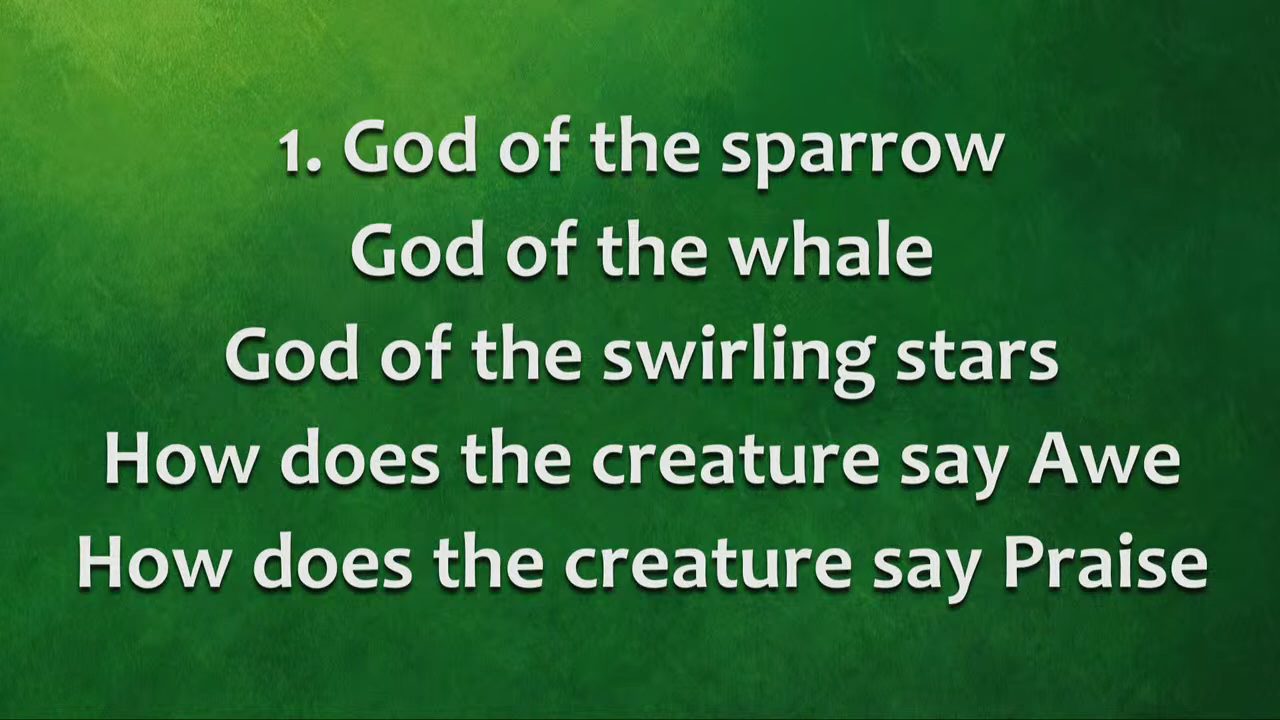 1. God of the sparrow
God of the whale
God of the swirling stars
How does the creature say Awe
How does the creature say Praise